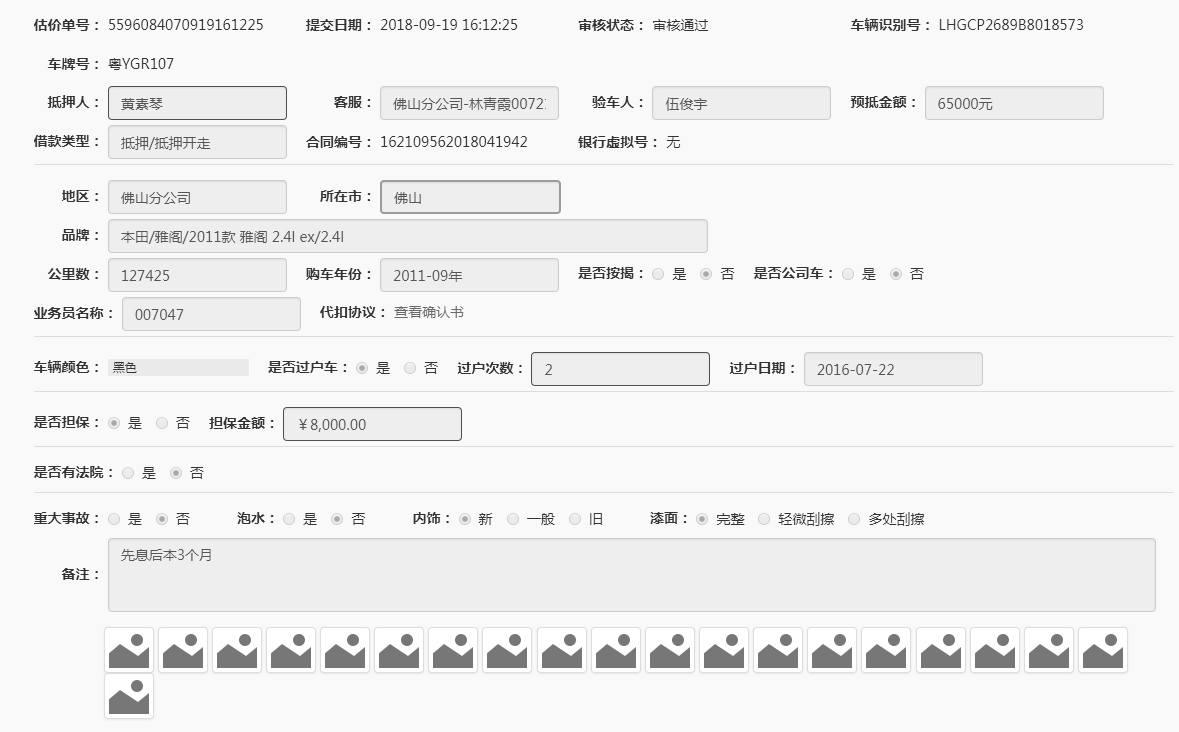 估价单号： 5596084070919161225 提交日期： 2018-09-19 16:12:25 审核状态： 审核通过 车辆识别号： LHGCP2689B8018573
车牌号： 粤YGR107
抵押人： 黄素琴 客服： 佛山分公司-林青霞0072 验车人： 伍俊宇 预抵金额： 65000元
借款类型： 抵押/抵押开走 合同编号： 162109562018041942 银行虚拟号： 无
地区： 佛山分公司 所在市： 佛山
品牌： 本田/雅阁/2011款 雅阁 2.4l ex/2.4l
公里数： 127425 购车年份： 2011-09年 是否按揭： 是 否 是否公司车： 是 否
业务员名称： 007047 代扣协议： 查看确认书
车辆颜色： 黑色 是否过户车： 是 否 过户次数： 2 过户日期： 2016-07-22
是否担保： 是 否 担保金额： ￥8,000.00
是否有法院： 是 否
重大事故： 是 否 泡水： 是 否 内饰： 新 一般 旧 漆面： 完整 轻微刮擦 多处刮擦
备注： 先息后本3个月